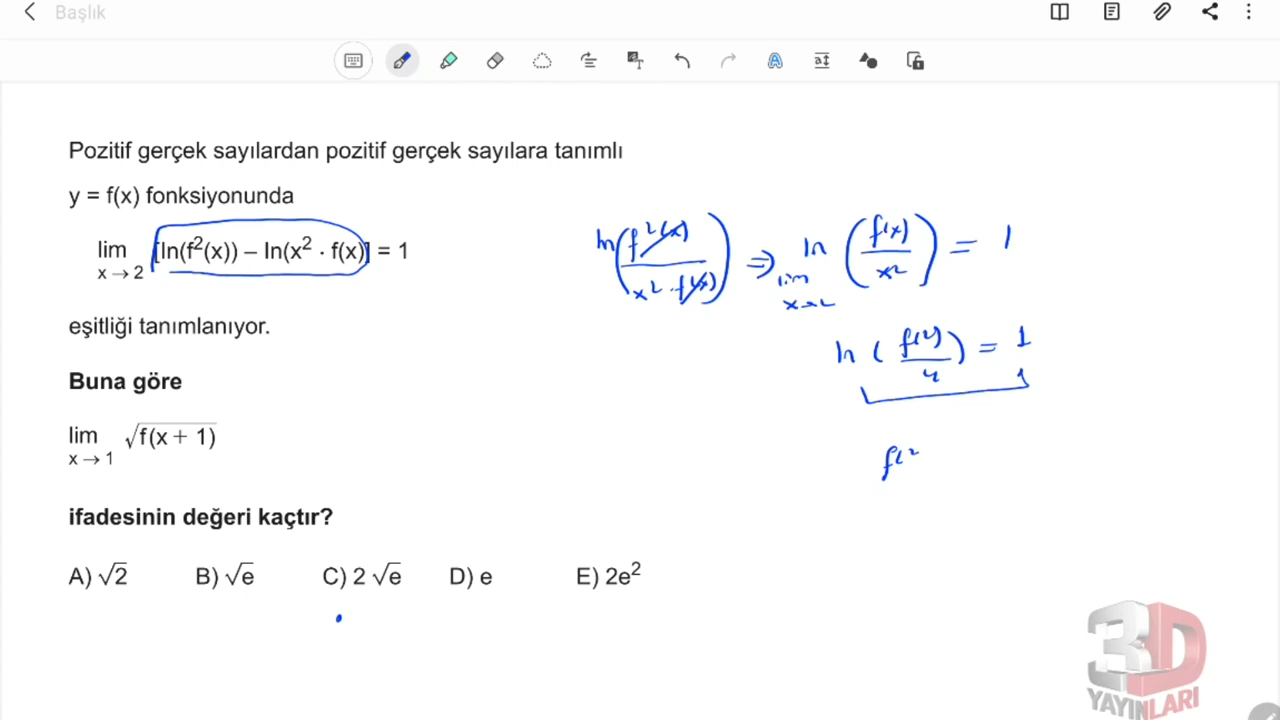 Başlık
Pozitif gerçek sayılardan pozitif gerçek sayılara tanımlı
y = f(x) fonksiyonunda
lim x → 2 [ln(f²(x)) – ln(x² · f(x))] = 1
ln(f²(x) / x² · f(x)) ⇒ lim x→2 ln(f(x) / x²) = 1
ln(f(2) / 4) = 1
eşitliği tanımlanıyor.
Buna göre
lim x → 1 √f(x + 1)
f(2
ifadesinin değeri kaçtır?
A) √2 B) √e C) 2 √e D) e E) 2e²
3D
YAYINLARI